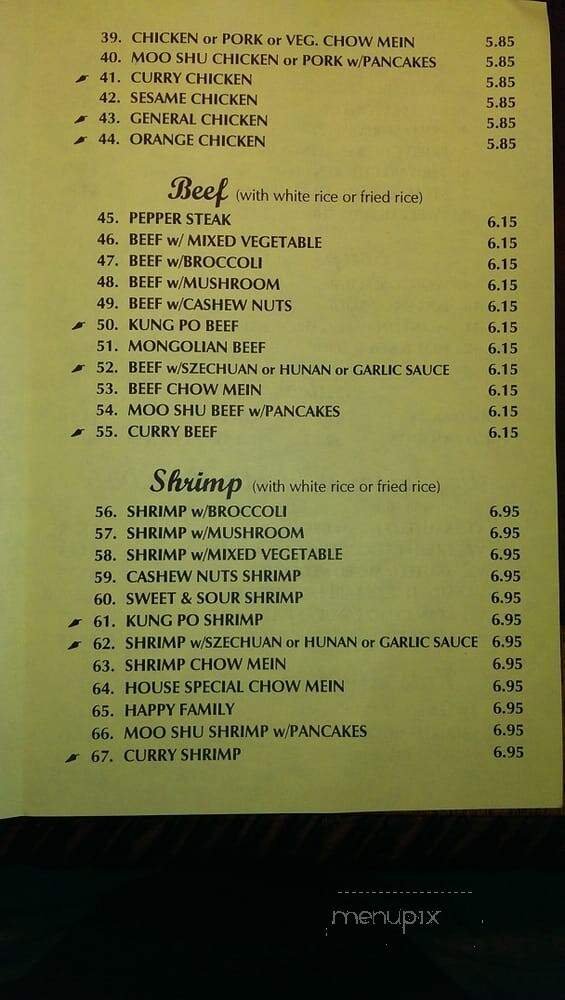 39. CHICKEN or PORK or VEG. CHOW MEIN 5.85
40. MOO SHU CHICKEN or PORK w/PANCAKES 5.85
41. CURRY CHICKEN 5.85
42. SESAME CHICKEN 5.85
43. GENERAL CHICKEN 5.85
44. ORANGE CHICKEN 5.85
Beef (with white rice or fried rice)
45. PEPPER STEAK 6.15
46. BEEF w/ MIXED VEGETABLE 6.15
47. BEEF w/BROCCOLI 6.15
48. BEEF w/MUSHROOM 6.15
49. BEEF w/CASHEW NUTS 6.15
50. KUNG PO BEEF 6.15
51. MONGOLIAN BEEF 6.15
52. BEEF w/SZECHUAN or HUNAN or GARLIC SAUCE 6.15
53. BEEF CHOW MEIN 6.15
54. MOO SHU BEEF w/PANCAKES 6.15
55. CURRY BEEF 6.15
Shrimp (with white rice or fried rice)
56. SHRIMP w/BROCCOLI 6.95
57. SHRIMP w/MUSHROOM 6.95
58. SHRIMP w/MIXED VEGETABLE 6.95
59. CASHEW NUTS SHRIMP 6.95
60. SWEET & SOUR SHRIMP 6.95
61. KUNG PO SHRIMP 6.95
62. SHRIMP w/SZECHUAN or HUNAN or GARLIC SAUCE 6.95
63. SHRIMP CHOW MEIN 6.95
64. HOUSE SPECIAL CHOW MEIN 6.95
65. HAPPY FAMILY 6.95
66. MOO SHU SHRIMP w/PANCAKES 6.95
67. CURRY SHRIMP 6.95
menupix